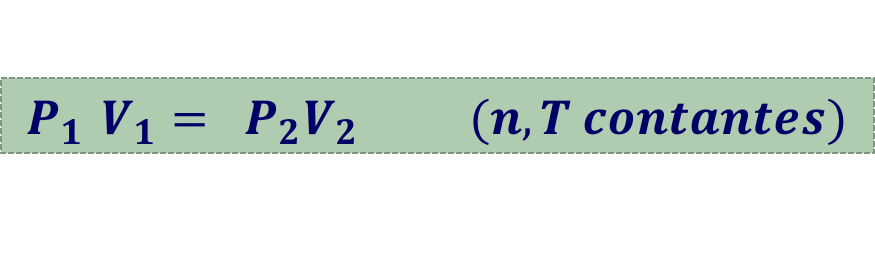 P₁ V₁ = P₂V₂ (n, T contantes)